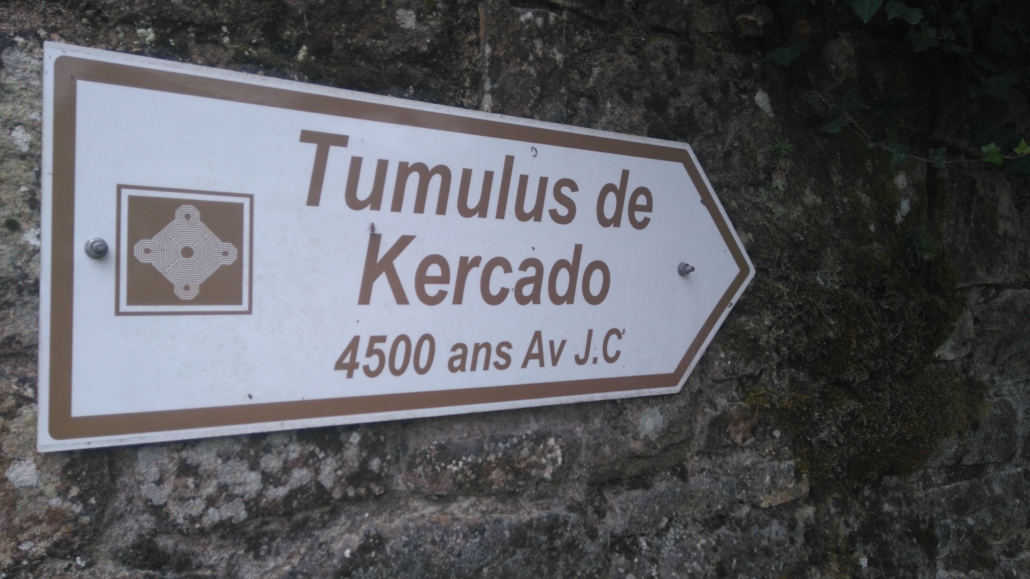 Tumulus de
Kercado
4500 ans Av J.C